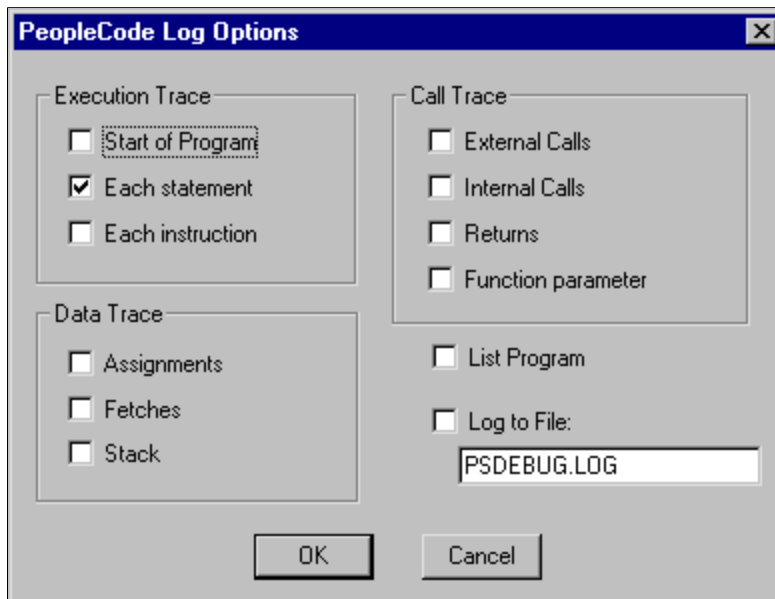 PeopleCode Log Options
Execution Trace
Start of Program
Each statement
Each instruction
Data Trace
Assignments
Fetches
Stack
Call Trace
External Calls
Internal Calls
Returns
Function parameter
List Program
Log to File:
PSDEBUG.LOG
OK
Cancel